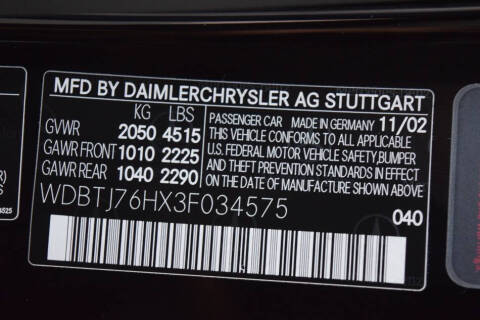 MFD BY DAIMLERCHRYSLER AG STUTTGART
KG LBS
GVWR 2050 4515
GAWR FRONT 1010 2225
GAWR REAR 1040 2290
PASSENGER CAR MADE IN GERMANY 11/02
THIS VEHICLE CONFORMS TO ALL APPLICABLE
U.S. FEDERAL MOTOR VEHICLE SAFETY,BUMPER
AND THEFT PREVENTION STANDARDS IN EFFECT
ON THE DATE OF MANUFACTURE SHOWN ABOVE
WDBTJ76HX3F034575
040